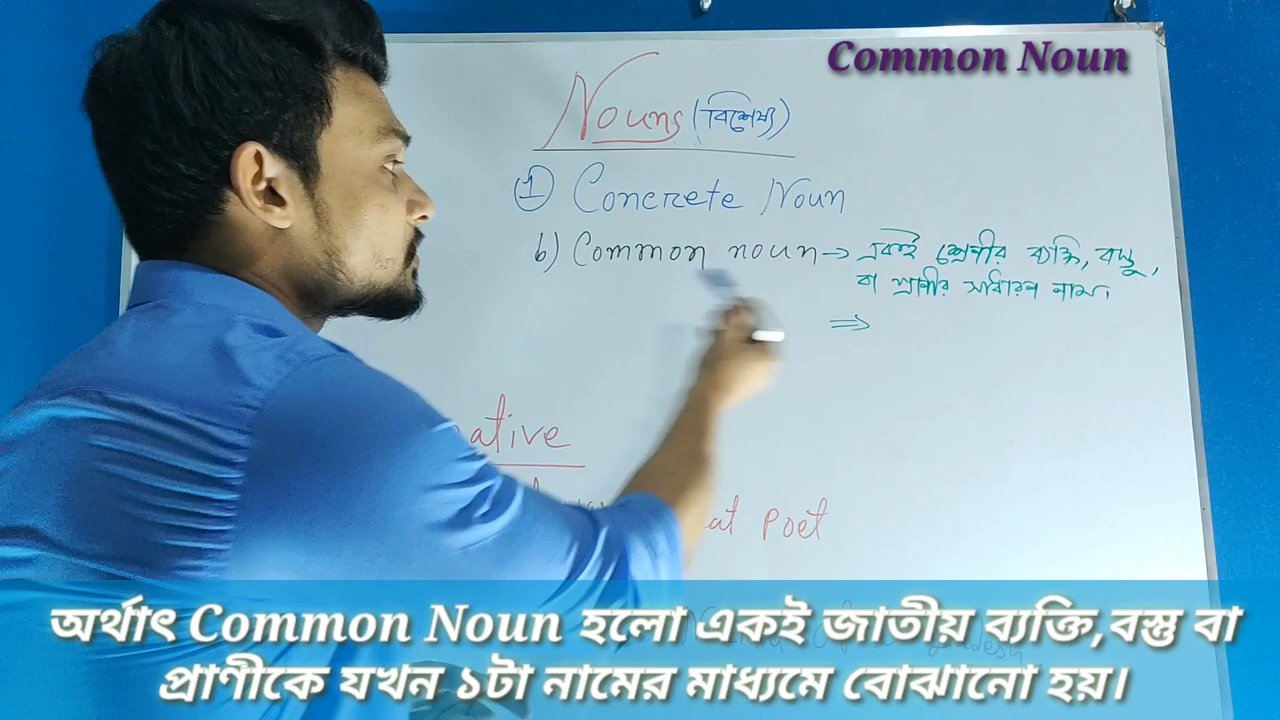 Common Noun
Nouns (বিশেষ্য)
① Concrete Noun
b) Common noun → একই শ্রেণীর ব্যক্তি, বস্তু,
বা প্রাণীর সাধারণ নাম।
⇒
ative
at poet
অর্থাৎ Common Noun হলো একই জাতীয় ব্যক্তি,বস্তু বা
প্রাণীকে যখন ১টা নামের মাধ্যমে বোঝানো হয়।